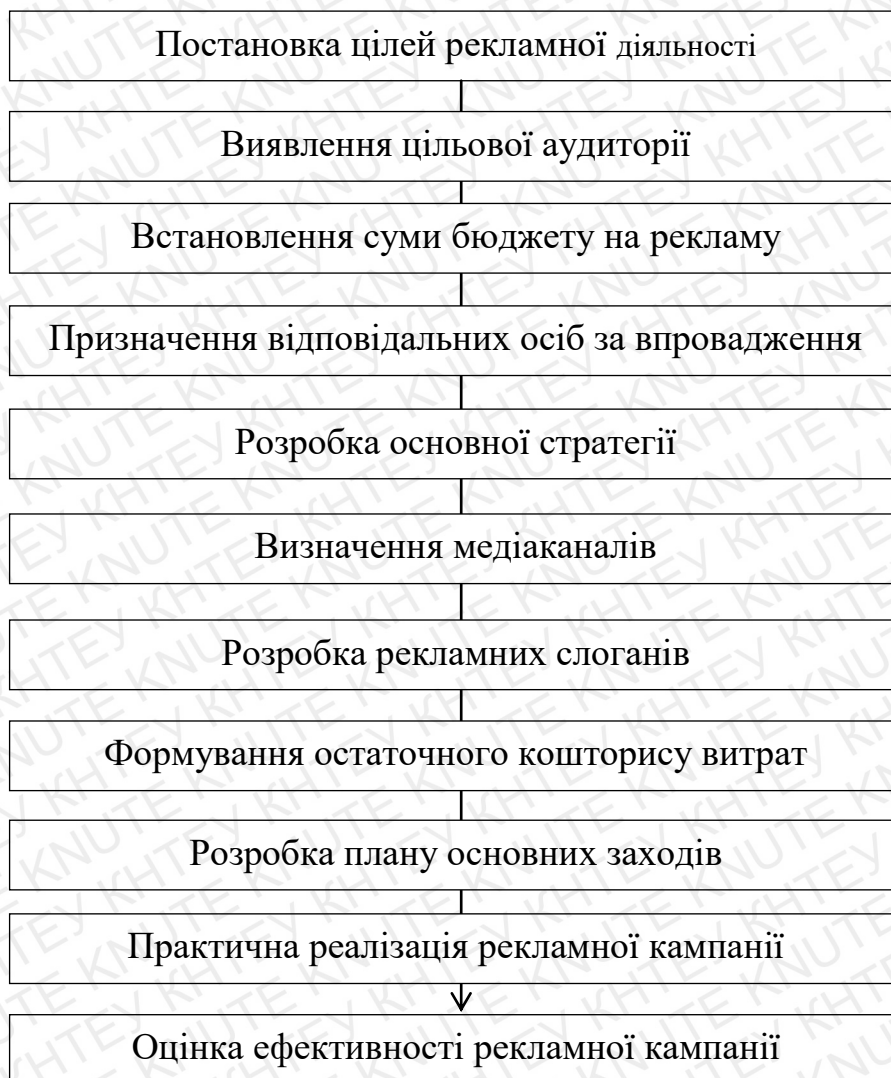 Постановка цілей рекламної діяльності
Виявлення цільової аудиторії
Встановлення суми бюджету на рекламу
Призначення відповідальних осіб за впровадження
Розробка основної стратегії
Визначення медіаканалів
Розробка рекламних слоганів
Формування остаточного кошторису витрат
Розробка плану основних заходів
Практична реалізація рекламної кампанії
Оцінка ефективності рекламної кампанії